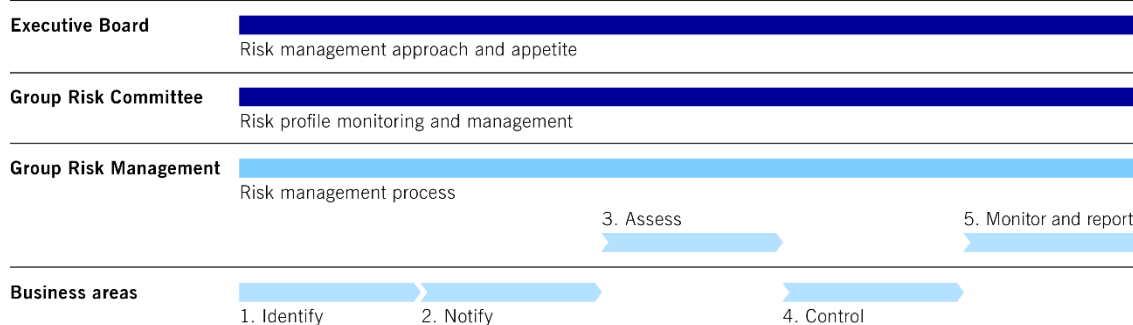 Executive Board
Risk management approach and appetite
Group Risk Committee
Risk profile monitoring and management
Group Risk Management
Risk management process
3. Assess
5. Monitor and report
Business areas
1. Identify
2. Notify
4. Control